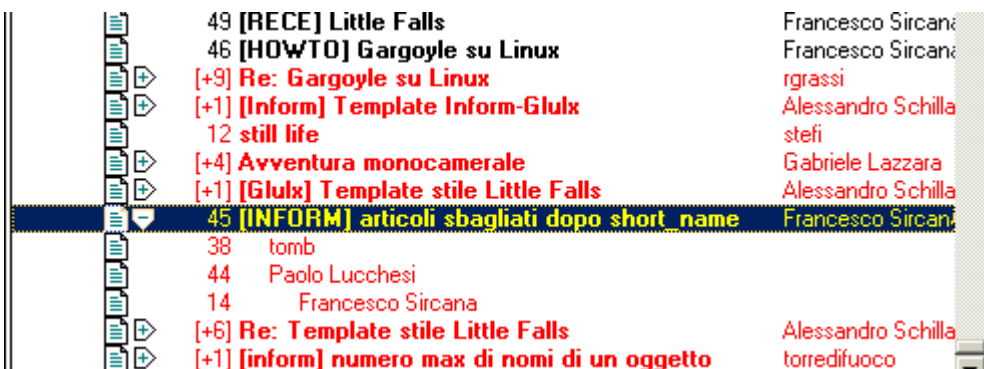 49 [RECE] Little Falls Francesco Sircana
46 [HOWTO] Gargoyle su Linux Francesco Sircana
[+9] Re: Gargoyle su Linux rgrassi
[+1] [Inform] Template Inform-Glulx Alessandro Schilla
12 still life stefi
[+4] Avventura monocamerale Gabriele Lazzara
[+1] [Glulx] Template stile Little Falls Alessandro Schilla
45 [INFORM] articoli sbagliati dopo short_name Francesco Sircana
38 tomb
44 Paolo Lucchesi
14 Francesco Sircana
[+6] Re: Template stile Little Falls Alessandro Schilla
[+1] [inform] numero max di nomi di un oggetto torredifuoco